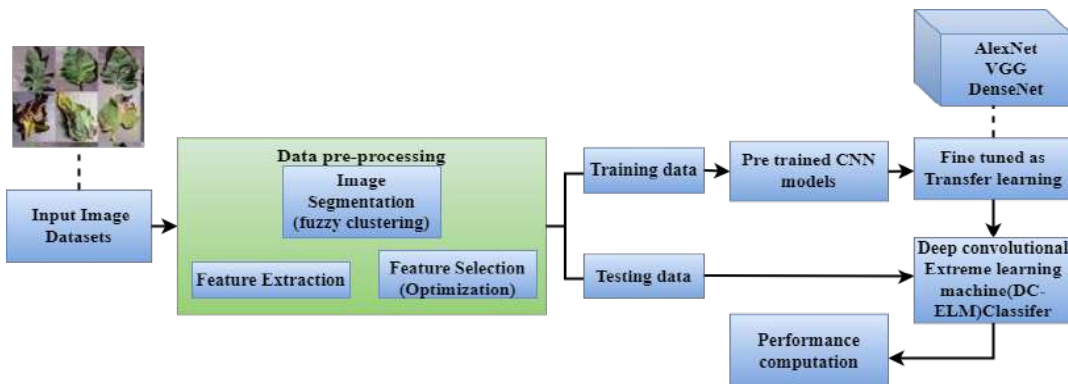 AlexNet
VGG
DenseNet
Data pre-processing
Image
Segmentation
(fuzzy clustering)
Training data
Pre trained CNN
models
Fine tuned as
Transfer learning
Input Image
Datasets
Feature Extraction
Feature Selection
(Optimization)
Testing data
Deep convolutional
Extreme learning
machine(DC-
ELM)Classifer
Performance
computation